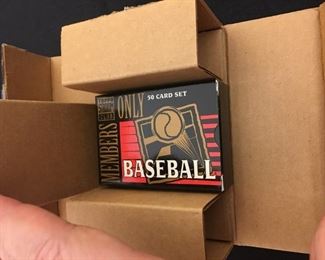 MEMBERS
ONLY
50 CARD SET
BASEBALL